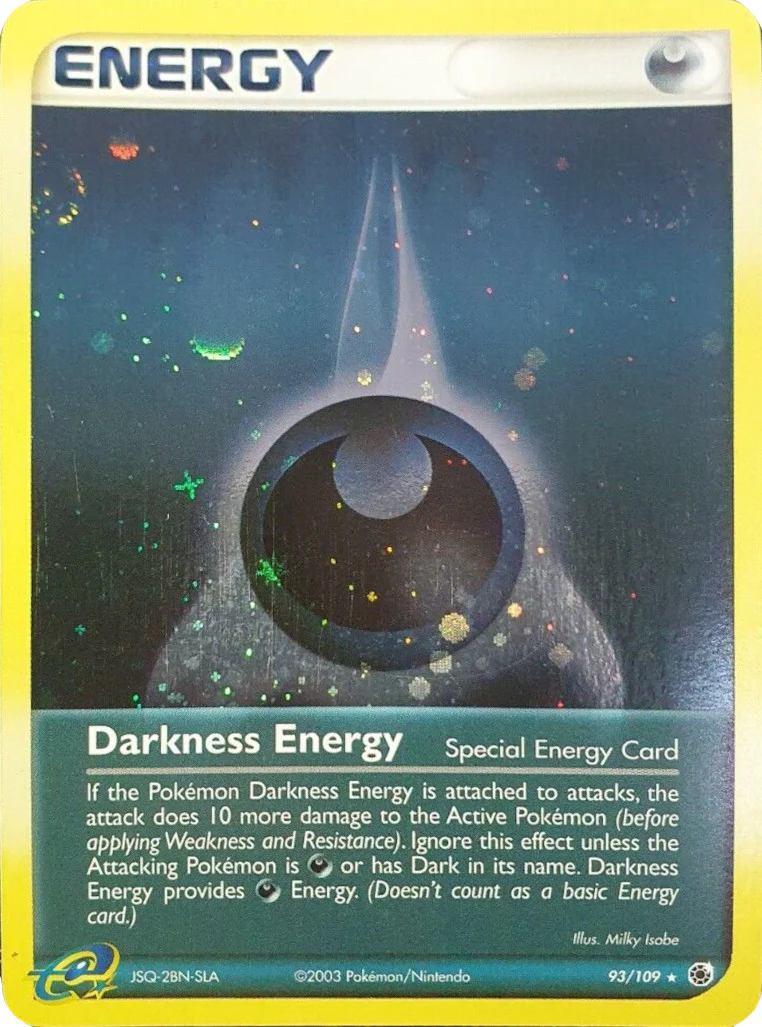 ENERGY
Darkness Energy Special Energy Card
If the Pokémon Darkness Energy is attached to attacks, the
attack does 10 more damage to the Active Pokémon (before
applying Weakness and Resistance). Ignore this effect unless the
Attacking Pokémon is or has Dark in its name. Darkness
Energy provides Energy. (Doesn't count as a basic Energy
card.)
Illus. Milky Isobe
e JSQ-2BN-SLA ©2003 Pokémon/Nintendo 93/109 ★